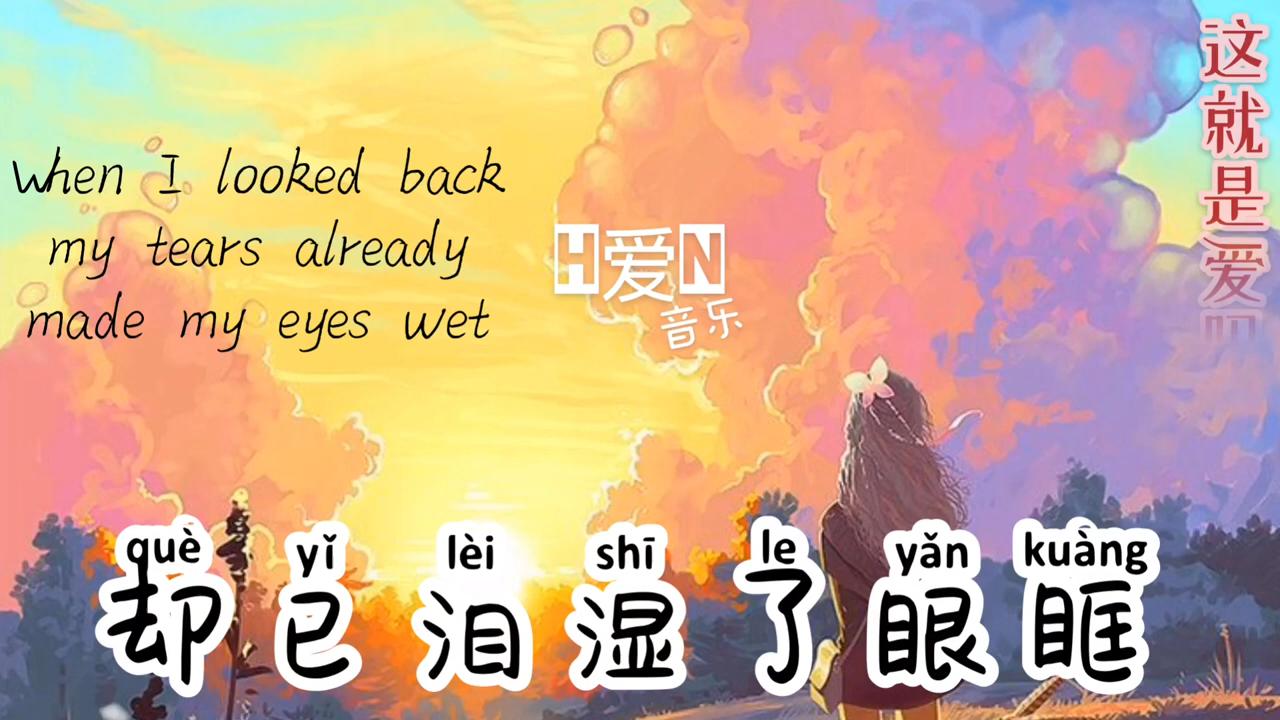 When I looked back
my tears already
made my eyes wet
H爱N
音乐
这就是爱吗
què yǐ lèi shī le yǎn kuàng
却已泪湿了眼眶